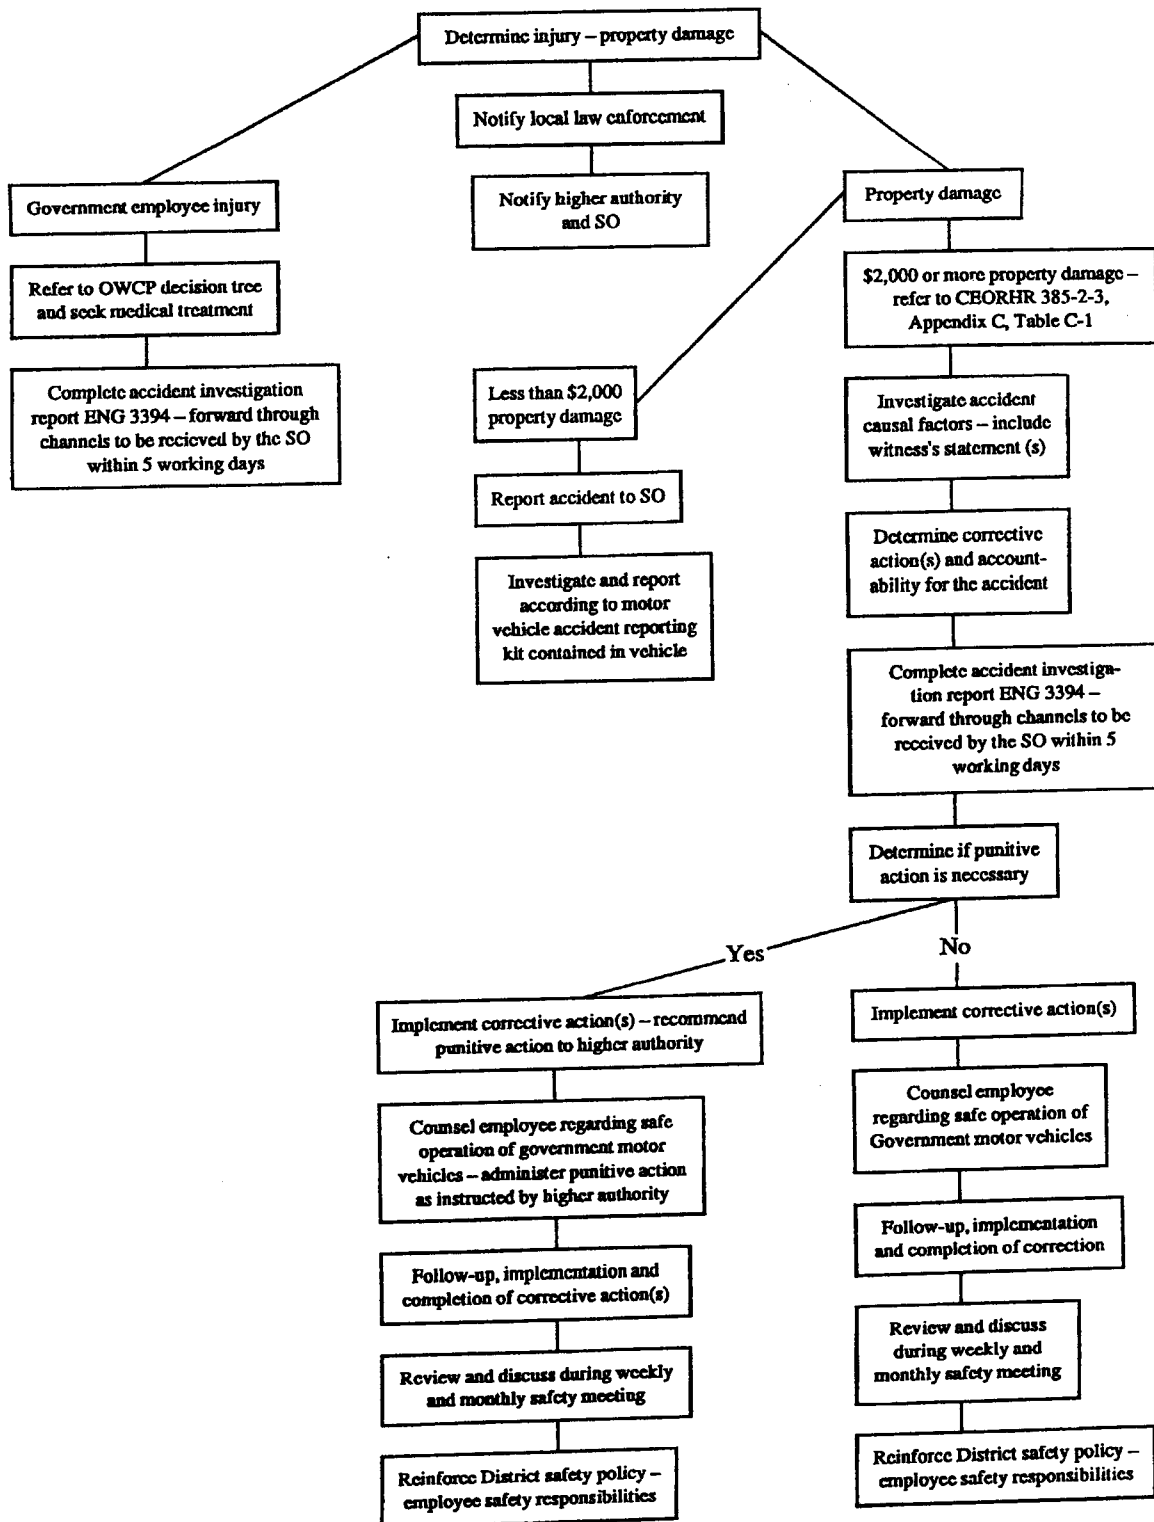 Determine injury – property damage
Notify local law enforcement
Notify higher authority
and SO
Government employee injury
Refer to OWCP decision tree
and seek medical treatment
Complete accident investigation
report ENG 3394 – forward through
channels to be recieved by the SO
within 5 working days
Property damage
$2,000 or more property damage –
refer to CEORHR 385-2-3,
Appendix C, Table C-1
Less than $2,000
property damage
Report accident to SO
Investigate and report
according to motor
vehicle accident reporting
kit contained in vehicle
Investigate accident
causal factors – include
witness's statement (s)
Determine corrective
action(s) and account-
ability for the accident
Complete accident investiga-
tion report ENG 3394 –
forward through channels to be
received by the SO within 5
working days
Determine if punitive
action is necessary
Yes
No
Implement corrective action(s) – recommend
punitive action to higher authority
Counsel employee regarding safe
operation of government motor
vehicles – administer punitive action
as instructed by higher authority
Follow-up, implementation and
completion of corrective action(s)
Review and discuss during weekly
and monthly safety meeting
Reinforce District safety policy –
employee safety responsibilities
Implement corrective action(s)
Counsel employee
regarding safe operation of
Government motor vehicles
Follow-up, implementation
and completion of correction
Review and discuss
during weekly and
monthly safety meeting
Reinforce District safety policy –
employee safety responsibilities